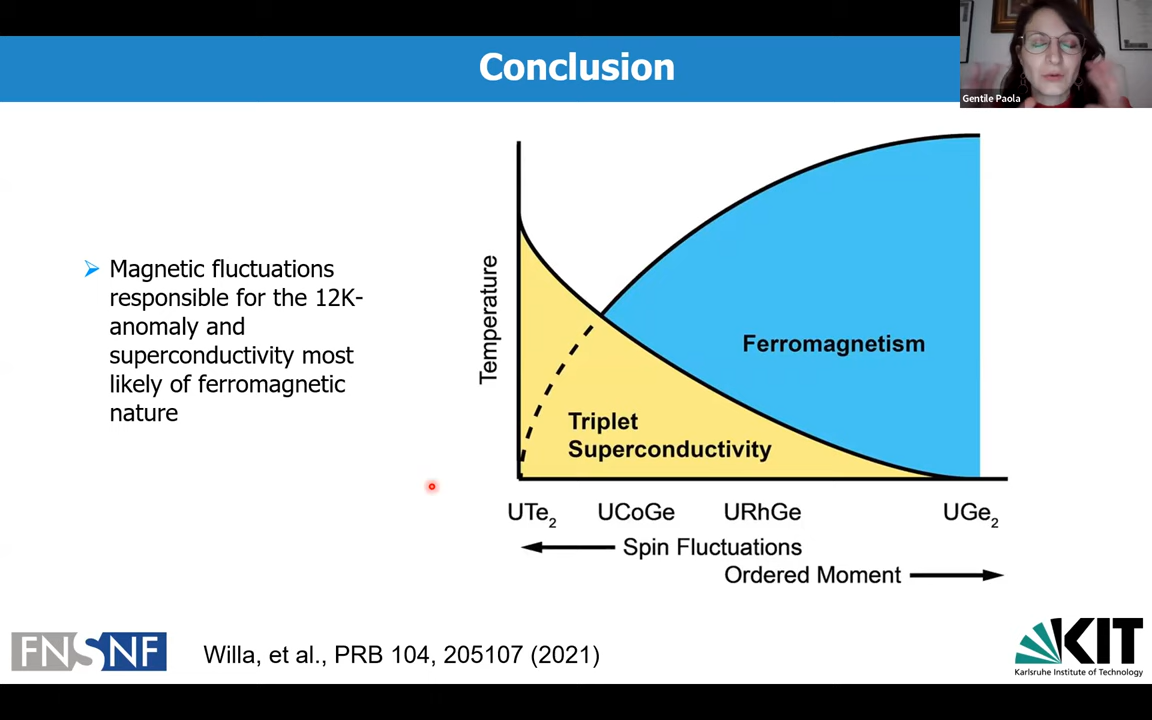 Conclusion
Gentile Paola
Magnetic fluctuations
responsible for the 12K-
anomaly and
superconductivity most
likely of ferromagnetic
nature
Temperature
Ferromagnetism
Triplet
Superconductivity
UTe2 UCoGe URhGe UGe2
Spin Fluctuations
Ordered Moment
FNSNF
Willa, et al., PRB 104, 205107 (2021)
KIT
Karlsruhe Institute of Technology